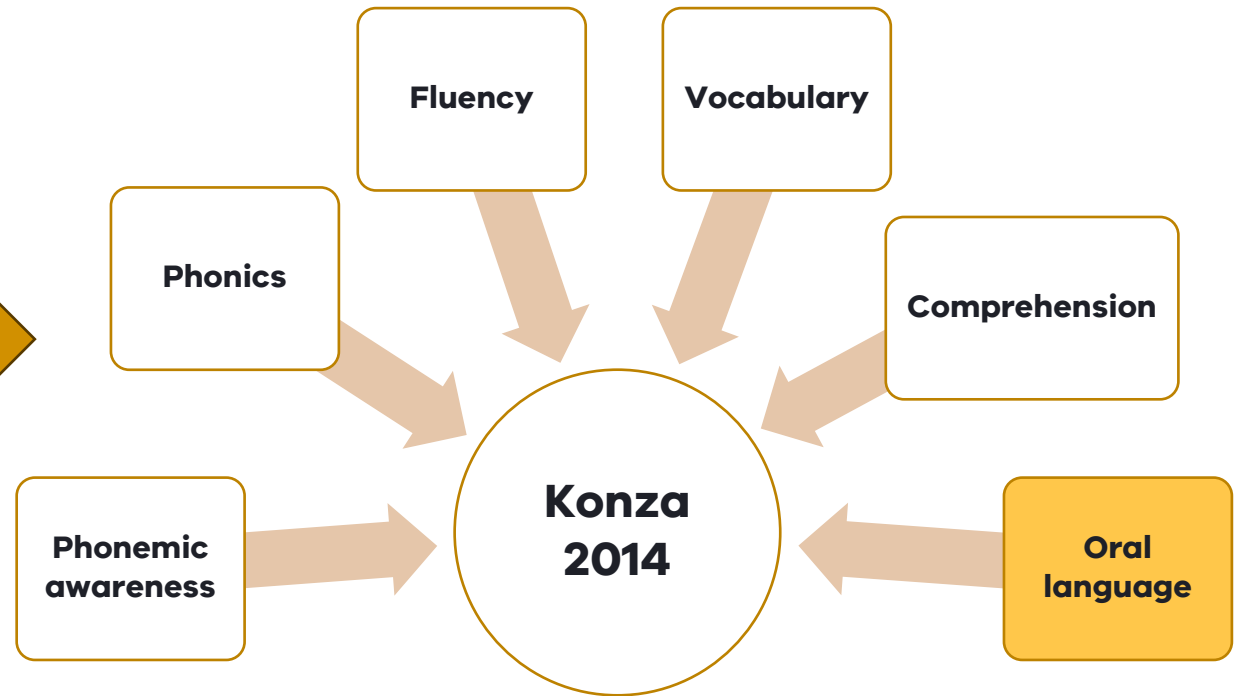 Fluency
Vocabulary
Phonics
Comprehension
Konza
2014
Phonemic
awareness
Oral
language